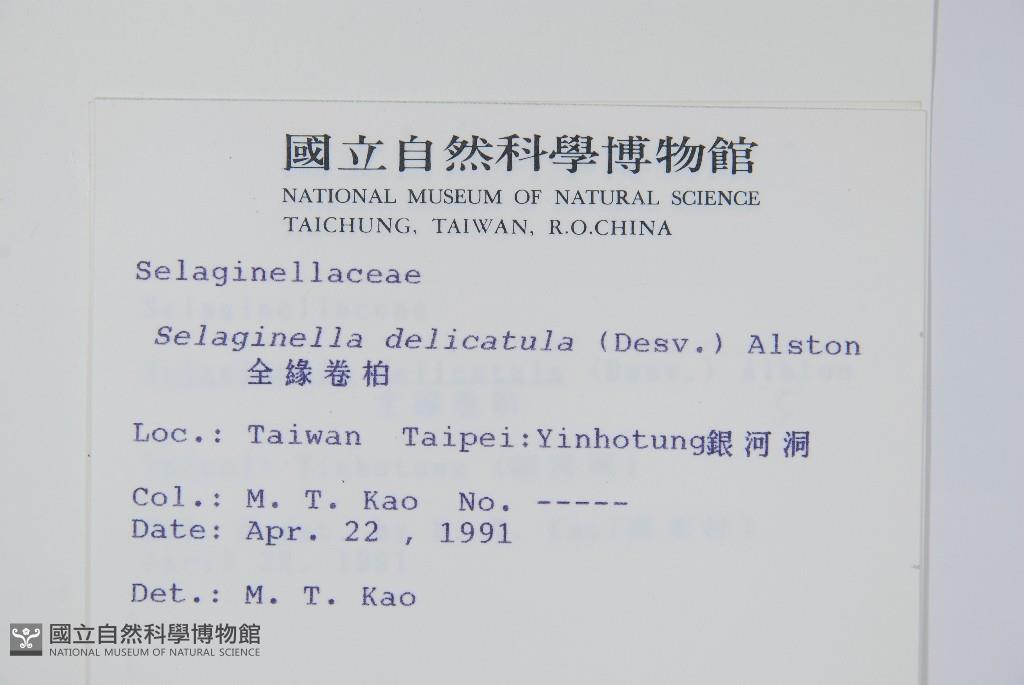 國立自然科學博物館
NATIONAL MUSEUM OF NATURAL SCIENCE
TAICHUNG, TAIWAN, R.O.CHINA
Selaginellaceae
Selaginella delicatula (Desv.) Alston
全緣卷柏
Loc.: Taiwan Taipei:Yinhotung銀河洞
Col.: M. T. Kao No. -----
Date: Apr. 22 , 1991
Det.: M. T. Kao
國立自然科學博物館
NATIONAL MUSEUM OF NATURAL SCIENCE